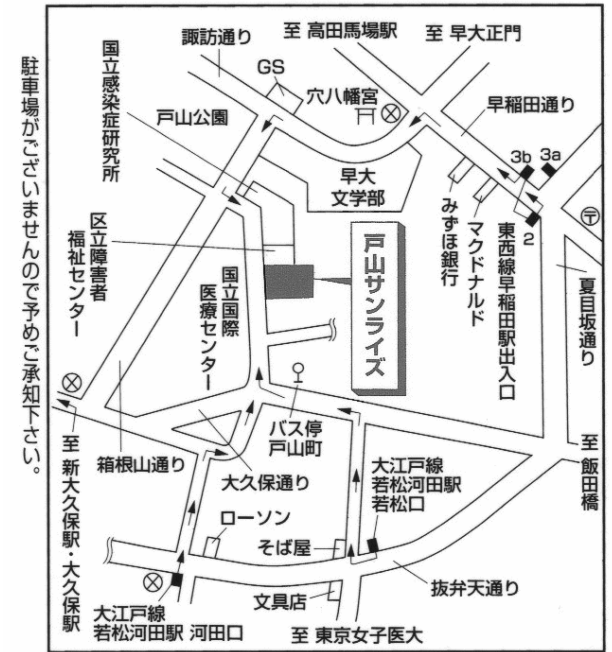 至 高田馬場駅
至 早大正門
諏訪通り
GS
穴八幡宮
早稲田通り
国立感染症研究所
戸山公園
3b
3a
早大
文学部
みずほ銀行
マクドナルド
東西線早稲田駅出入口
2
〒
夏目坂通り
駐車場がございませんので予めご承知下さい。
区立障害者
福祉センター
国立国際
医療センター
戸山サンライズ
バス停
戸山町
至 飯田橋
至 新大久保駅・大久保駅
箱根山通り
大久保通り
大江戸線
若松河田駅
若松口
ローソン
そば屋
抜弁天通り
文具店
大江戸線
若松河田駅 河田口
至 東京女子医大